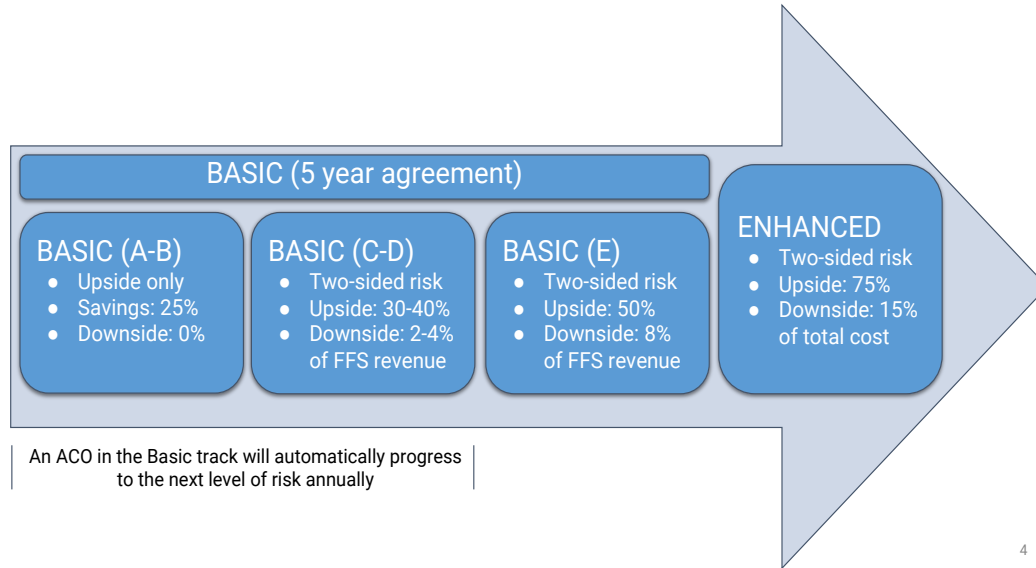 BASIC (5 year agreement)
BASIC (A-B)
● Upside only
● Savings: 25%
● Downside: 0%
BASIC (C-D)
● Two-sided risk
● Upside: 30-40%
● Downside: 2-4%
of FFS revenue
BASIC (E)
● Two-sided risk
● Upside: 50%
● Downside: 8%
of FFS revenue
ENHANCED
● Two-sided risk
● Upside: 75%
● Downside: 15%
of total cost
An ACO in the Basic track will automatically progress
to the next level of risk annually
4